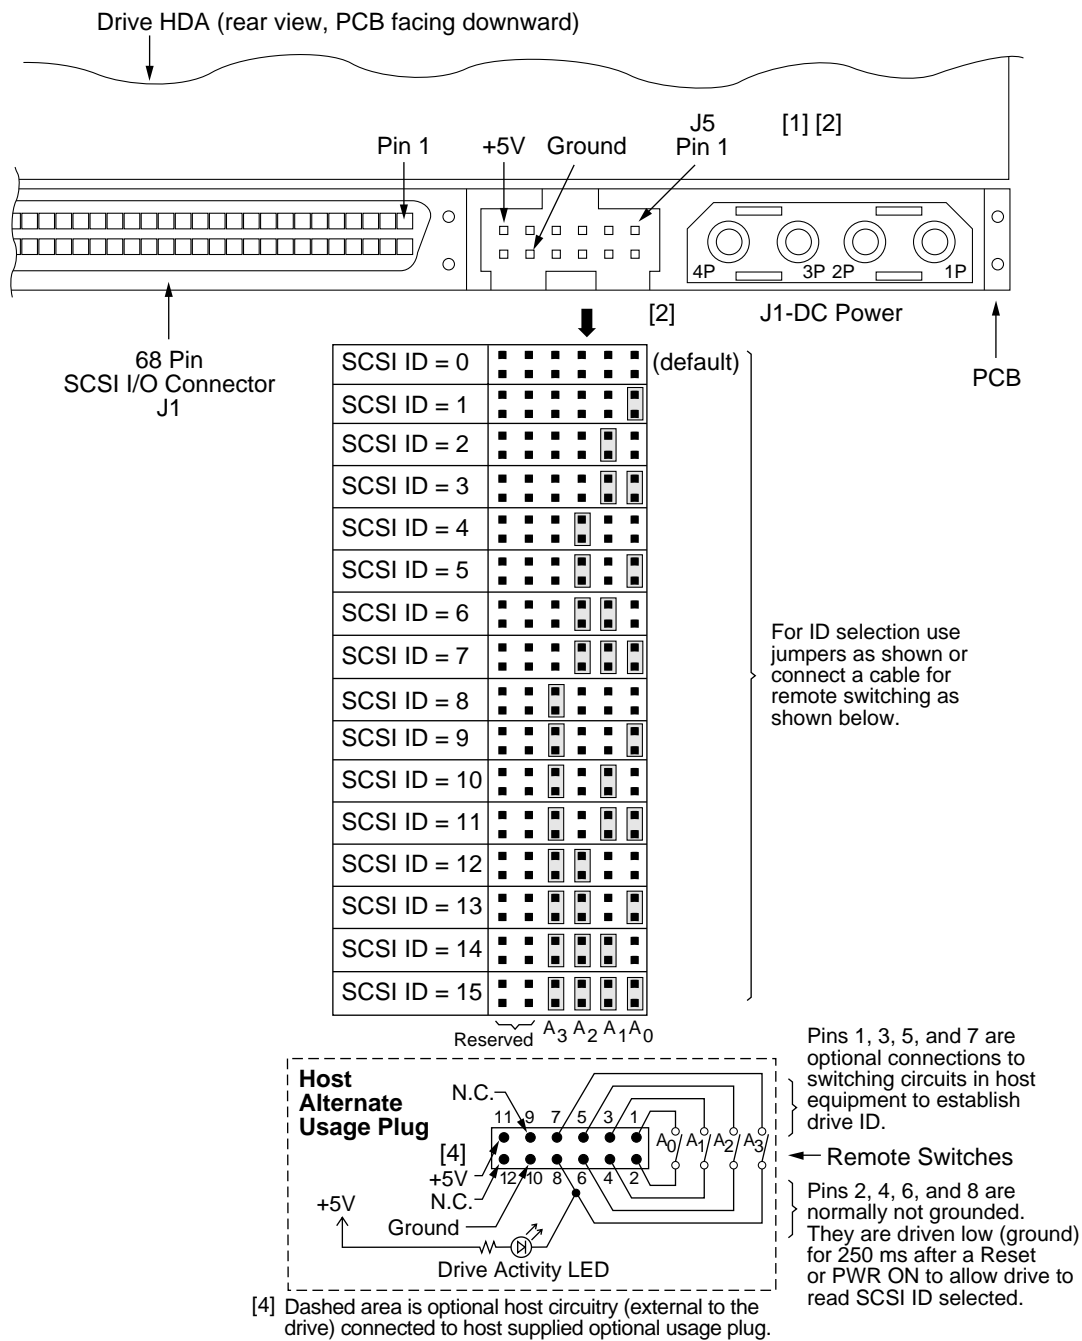 Drive HDA (rear view, PCB facing downward)
J5
[1] [2]
Pin 1
+5V
Ground
Pin 1
4P
3P
2P
1P
[2]
J1-DC Power
68 Pin
SCSI I/O Connector
J1
PCB
SCSI ID = 0
(default)
SCSI ID = 1
SCSI ID = 2
SCSI ID = 3
SCSI ID = 4
SCSI ID = 5
SCSI ID = 6
SCSI ID = 7
SCSI ID = 8
SCSI ID = 9
SCSI ID = 10
SCSI ID = 11
SCSI ID = 12
SCSI ID = 13
SCSI ID = 14
SCSI ID = 15
For ID selection use
jumpers as shown or
connect a cable for
remote switching as
shown below.
Reserved A3 A2 A1 A0
Host
Alternate
Usage Plug
N.C.
11 9 7 5 3 1
[4]
+5V
12 10 8 6 4 2
N.C.
Ground
A0 A1 A2 A3
+5V
Drive Activity LED
Pins 1, 3, 5, and 7 are
optional connections to
switching circuits in host
equipment to establish
drive ID.
Remote Switches
Pins 2, 4, 6, and 8 are
normally not grounded.
They are driven low (ground)
for 250 ms after a Reset
or PWR ON to allow drive to
read SCSI ID selected.
[4] Dashed area is optional host circuitry (external to the
drive) connected to host supplied optional usage plug.